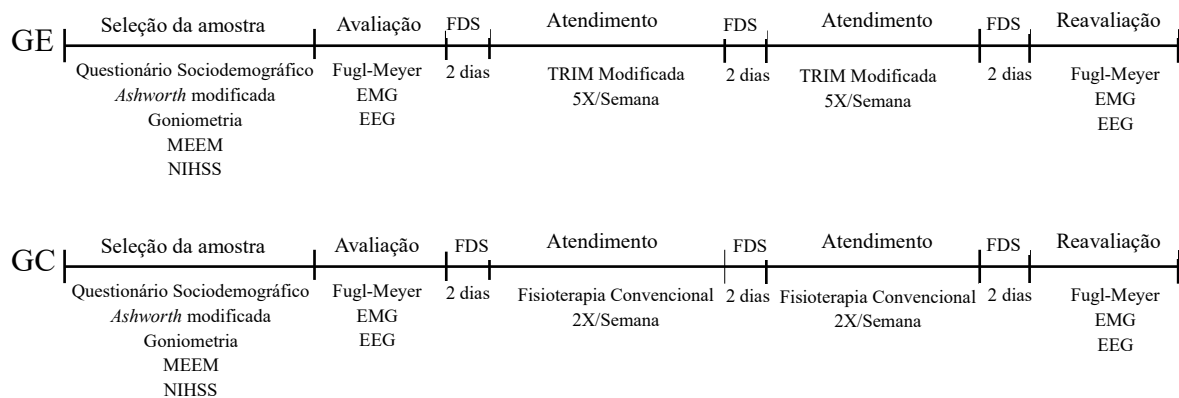 GE
Seleção da amostra
Questionário Sociodemográfico
Ashworth modificada
Goniometria
MEEM
NIHSS
Avaliação
Fugl-Meyer
EMG
EEG
FDS
2 dias
Atendimento
TRIM Modificada
5X/Semana
FDS
2 dias
Atendimento
TRIM Modificada
5X/Semana
FDS
2 dias
Reavaliação
Fugl-Meyer
EMG
EEG
GC
Seleção da amostra
Questionário Sociodemográfico
Ashworth modificada
Goniometria
MEEM
NIHSS
Avaliação
Fugl-Meyer
EMG
EEG
FDS
2 dias
Atendimento
Fisioterapia Convencional
2X/Semana
FDS
2 dias
Atendimento
Fisioterapia Convencional
2X/Semana
FDS
2 dias
Reavaliação
Fugl-Meyer
EMG
EEG